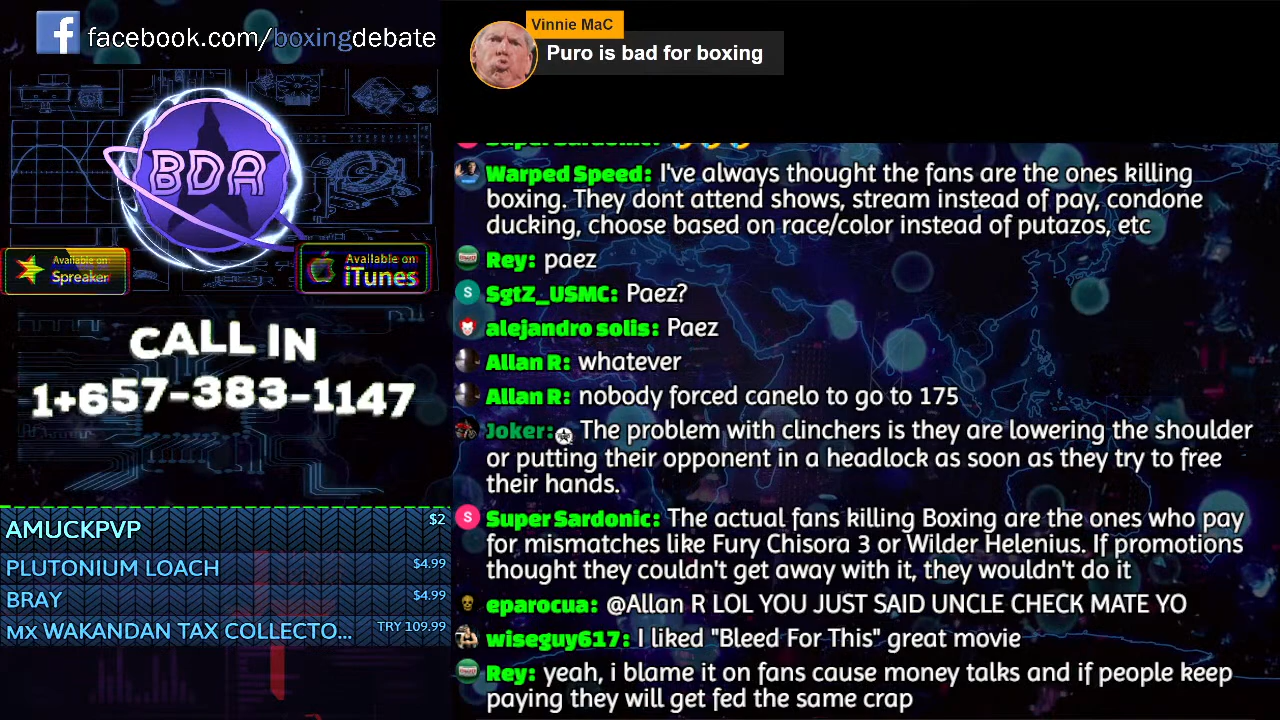 facebook.com/boxingdebate
Vinnie MaC
Puro is bad for boxing
BDA
Available on
Spreaker
Available on
iTunes
CALL IN
1+657-383-1147
AMUCKPVP $2
PLUTONIUM LOACH $4.99
BRAY $4.99
MX WAKANDAN TAX COLLECTO... TRY 109.99
Super Sardonic:
Warped Speed: I've always thought the fans are the ones killing
boxing. They dont attend shows, stream instead of pay, condone
ducking, choose based on race/color instead of putazos, etc
Rey: paez
S SgtZ_USMC: Paez?
alejandro solis: Paez
Allan R: whatever
Allan R: nobody forced canelo to go to 175
Joker: The problem with clinchers is they are lowering the shoulder
or putting their opponent in a headlock as soon as they try to free
their hands.
S Super Sardonic: The actual fans killing Boxing are the ones who pay
for mismatches like Fury Chisora 3 or Wilder Helenius. If promotions
thought they couldn't get away with it, they wouldn't do it
eparocua: @Allan R LOL YOU JUST SAID UNCLE CHECK MATE YO
wiseguy617: I liked "Bleed For This" great movie
Rey: yeah, i blame it on fans cause money talks and if people keep
paying they will get fed the same crap